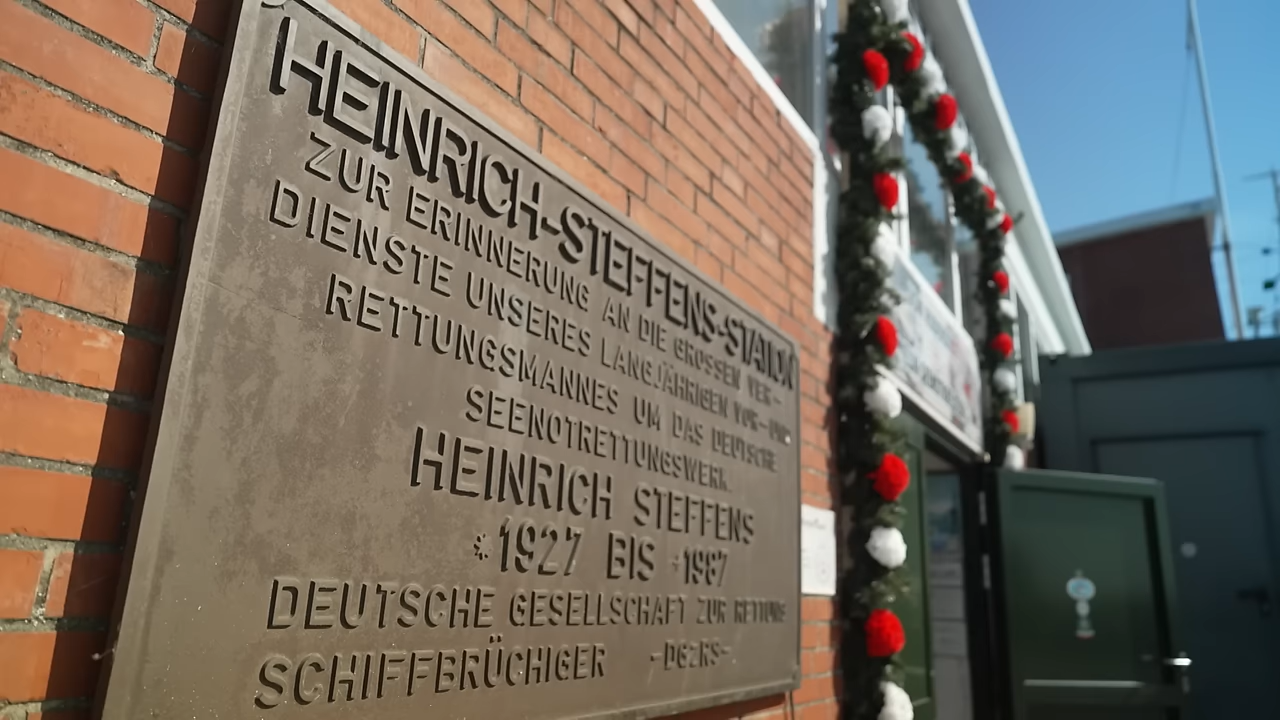 HEINRICH-STEFFENS-STATION
ZUR ERINNERUNG AN DIE GROSSEN VER-
DIENSTE UNSERES LANGJÄHRIGEN VOR-UND
RETTUNGSMANNES UM DAS DEUTSCHE
SEENOTRETTUNGSWERK.
HEINRICH STEFFENS
*1927 BIS +1987
DEUTSCHE GESELLSCHAFT ZUR RETTUNG
SCHIFFBRÜCHIGER -DGzRS-